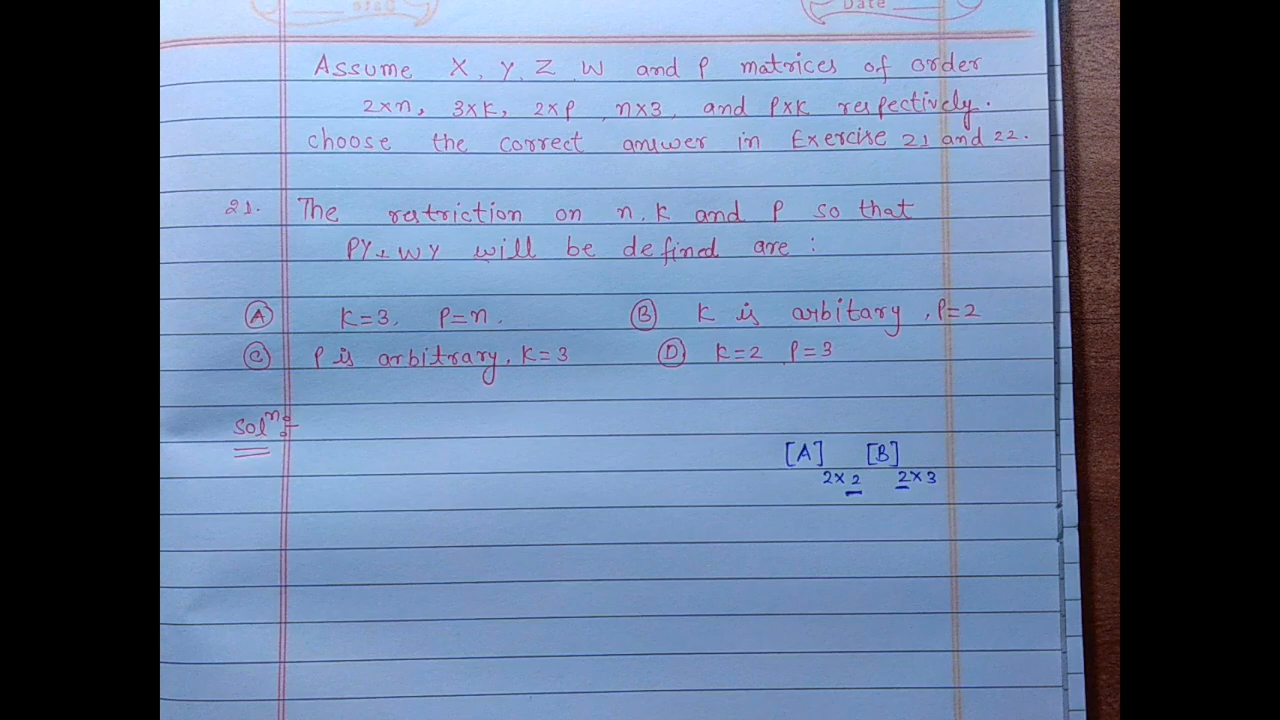 Date
Assume X, Y, Z, W and P matrices of order
2×n, 3×k, 2×p, n×3, and P×K respectively.
choose the correct answer in Exercise 21 and 22.
21. The restriction on n, k and P so that
PY + WY will be defined are :
(A) K=3, P=n. (B) K is arbitary, P=2
(C) P is arbitrary, K=3 (D) K=2 P=3
Solⁿ:-
[A] [B]
2×2 2×3